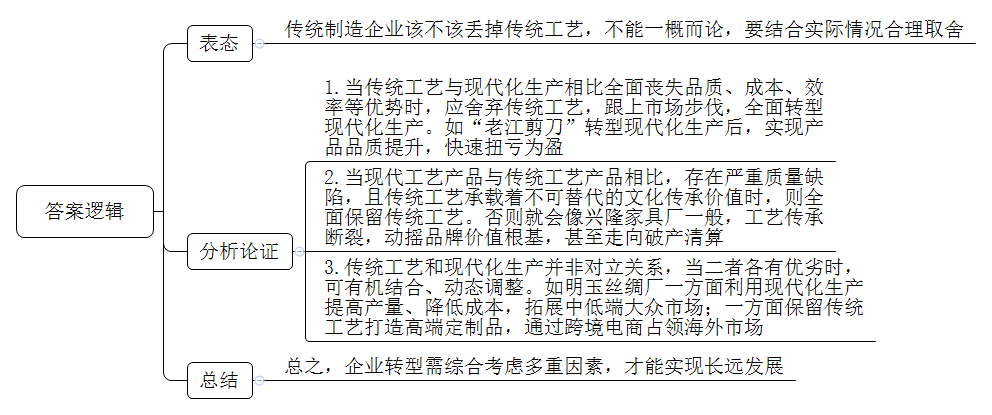 答案逻辑
表态
传统制造企业该不该丢掉传统工艺，不能一概而论，要结合实际情况合理取舍
分析论证
1.当传统工艺与现代化生产相比全面丧失品质、成本、效
率等优势时，应舍弃传统工艺，跟上市场步伐，全面转型
现代化生产。如“老江剪刀”转型现代化生产后，实现产
品品质提升，快速扭亏为盈
2.当现代工艺产品与传统工艺产品相比，存在严重质量缺
陷，且传统工艺承载着不可替代的文化传承价值时，则全
面保留传统工艺。否则就会像兴隆家具厂一般，工艺传承
断裂，动摇品牌价值根基，甚至走向破产清算
3.传统工艺和现代化生产并非对立关系，当二者各有优劣时，
可有机结合、动态调整。如明玉丝绸厂一方面利用现代化生产
提高产量、降低成本，拓展中低端大众市场；一方面保留传统
工艺打造高端定制品，通过跨境电商占领海外市场
总结
总之，企业转型需综合考虑多重因素，才能实现长远发展